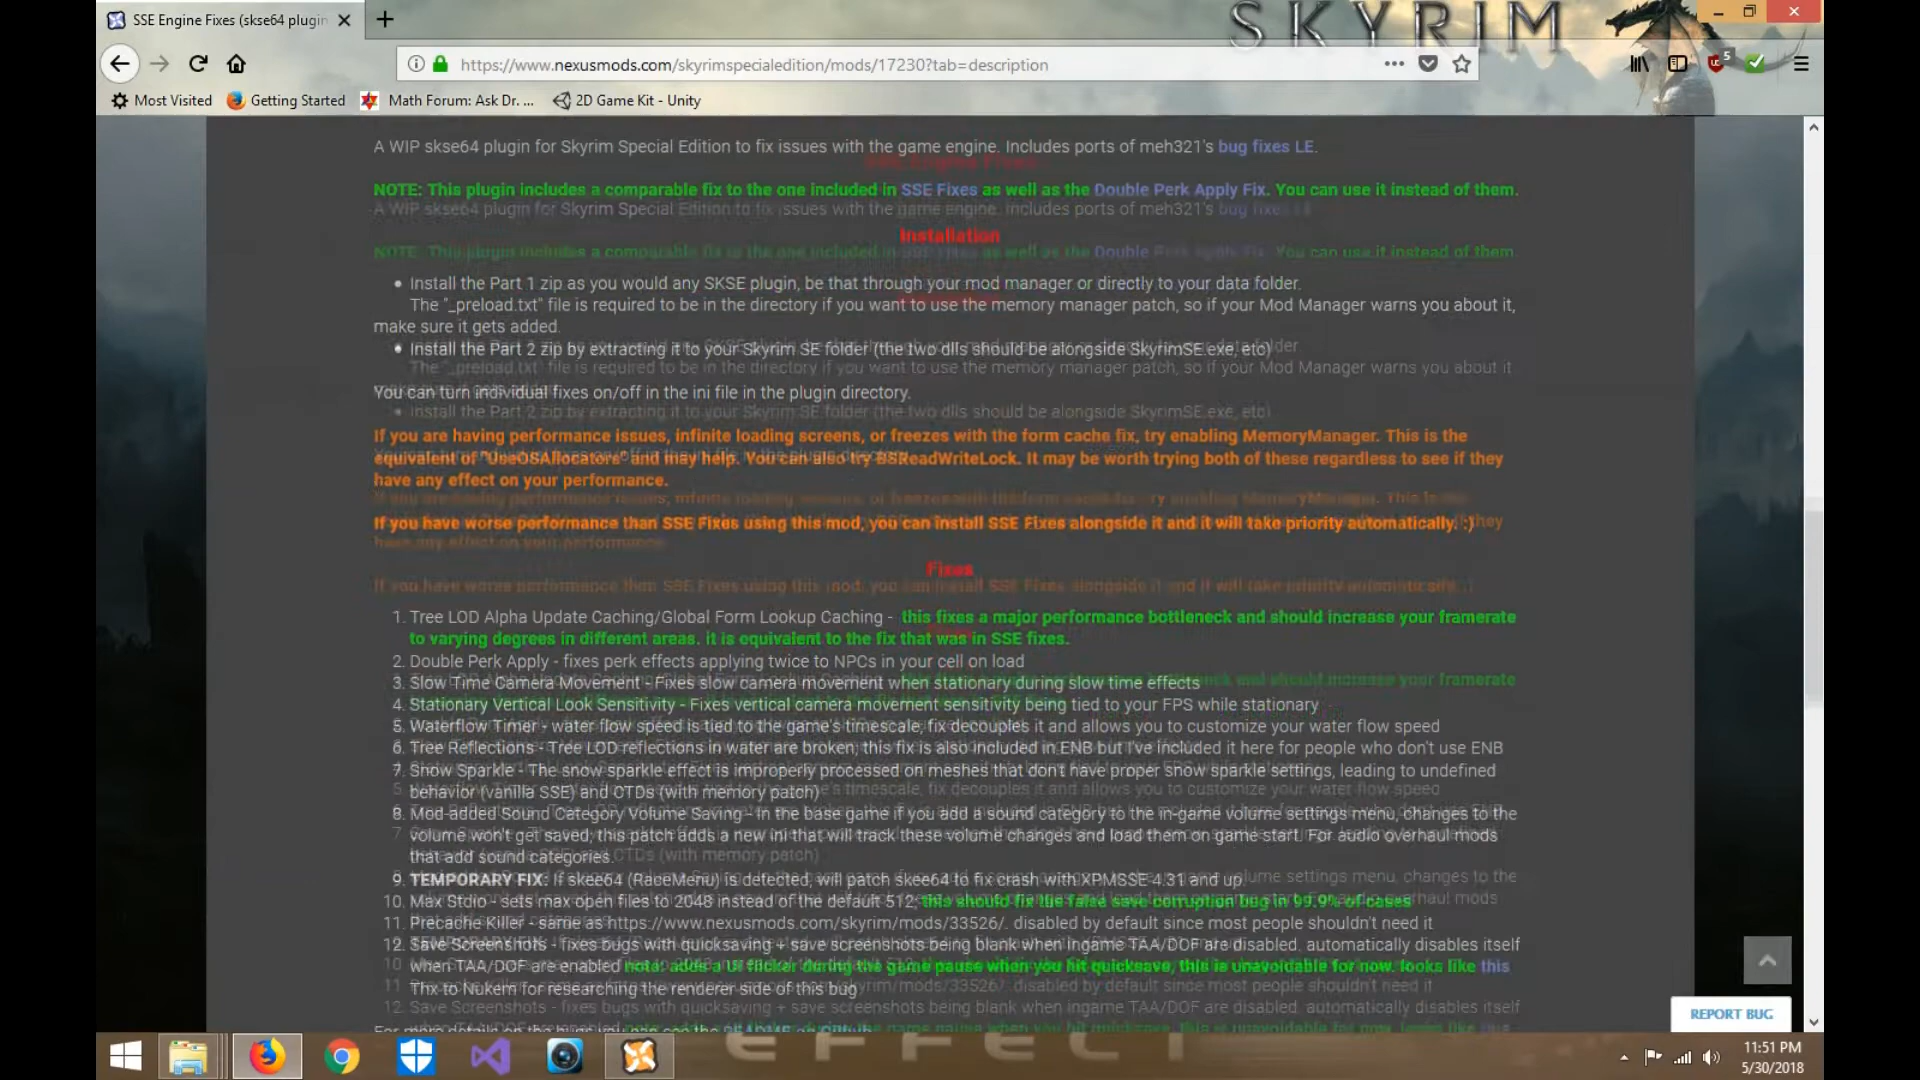 SSE Engine Fixes (skse64 plugin
SKYRIM
https://www.nexusmods.com/skyrimspecialedition/mods/17230?tab=description
5
Most Visited
Getting Started
Math Forum: Ask Dr. ...
2D Game Kit - Unity
A WIP skse64 plugin for Skyrim Special Edition to fix issues with the game engine. Includes ports of meh321's bug fixes LE.
NOTE: This plugin includes a comparable fix to the one included in SSE Fixes as well as the Double Perk Apply Fix. You can use it instead of them.
Installation
• Install the Part 1 zip as you would any SKSE plugin, be that through your mod manager or directly to your data folder.
The "_preload.txt" file is required to be in the directory if you want to use the memory manager patch, so if your Mod Manager warns you about it,
make sure it gets added.
• Install the Part 2 zip by extracting it to your Skyrim SE folder (the two dlls should be alongside SkyrimSE.exe, etc)
You can turn individual fixes on/off in the ini file in the plugin directory.
If you are having performance issues, infinite loading screens, or freezes with the form cache fix, try enabling MemoryManager. This is the
equivalent of "UseOSAllocators" and may help. You can also try BSReadWriteLock. It may be worth trying both of these regardless to see if they
have any effect on your performance.
If you have worse performance than SSE Fixes using this mod, you can install SSE Fixes alongside it and it will take priority automatically. :)
Fixes
1. Tree LOD Alpha Update Caching/Global Form Lookup Caching - this fixes a major performance bottleneck and should increase your framerate
to varying degrees in different areas. it is equivalent to the fix that was in SSE fixes.
2. Double Perk Apply - fixes perk effects applying twice to NPCs in your cell on load
3. Slow Time Camera Movement - Fixes slow camera movement when stationary during slow time effects
4. Stationary Vertical Look Sensitivity - Fixes vertical camera movement sensitivity being tied to your FPS while stationary
5. Waterflow Timer - water flow speed is tied to the game's timescale, fix decouples it and allows you to customize your water flow speed
6. Tree Reflections - Tree LOD reflections in water are broken; this fix is also included in ENB but I've included it here for people who don't use ENB
7. Snow Sparkle - The snow sparkle effect is improperly processed on meshes that don't have proper snow sparkle settings, leading to undefined
behavior (vanilla SSE) and CTDs (with memory patch)
8. Mod-added Sound Category Volume Saving - in the base game if you add a sound category to the in-game volume settings menu, changes to the
volume won't get saved; this patch adds a new ini that will track these volume changes and load them on game start. For audio overhaul mods
that add sound categories.
9. TEMPORARY FIX: If skee64 (RaceMenu) is detected, will patch skee64 to fix crash with XPMSSE 4.31 and up.
10. Max Stdio - sets max open files to 2048 instead of the default 512; this should fix the false save corruption bug in 99.9% of cases
11. Precache Killer - same as https://www.nexusmods.com/skyrim/mods/33526/. disabled by default since most people shouldn't need it
12. Save Screenshots - fixes bugs with quicksaving + save screenshots being blank when ingame TAA/DOF are disabled. automatically disables itself
when TAA/DOF are enabled note: adds a UI flicker during the game pause when you hit quicksave, this is unavoidable for now. looks like this
Thx to Nukem for researching the renderer side of this bug
REPORT BUG
EFFECT
11:51 PM
5/30/2018